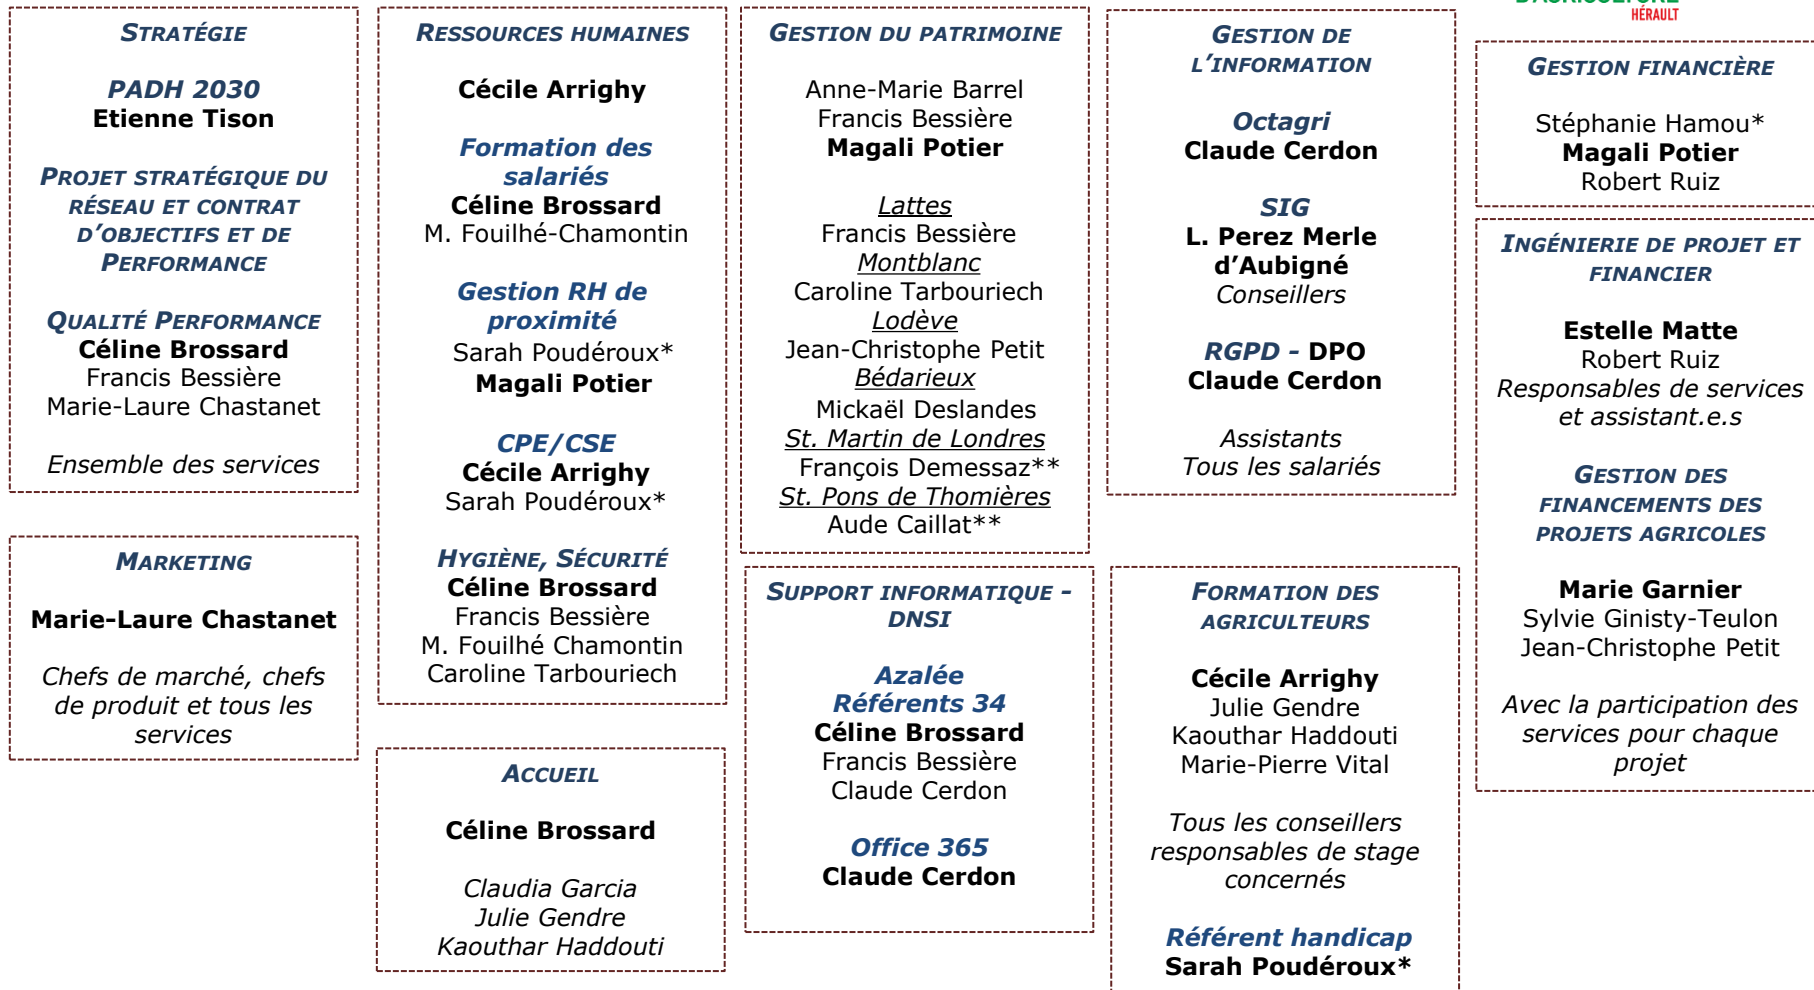 STRATÉGIE
PADH 2030
Etienne Tison
PROJET STRATÉGIQUE DU
RÉSEAU ET CONTRAT
D'OBJECTIFS ET DE
PERFORMANCE
QUALITÉ PERFORMANCE
Céline Brossard
Francis Bessière
Marie-Laure Chastanet
Ensemble des services
MARKETING
Marie-Laure Chastanet
Chefs de marché, chefs
de produit et tous les
services
RESSOURCES HUMAINES
Cécile Arrighy
Formation des
salariés
Céline Brossard
M. Fouilhé-Chamontin
Gestion RH de
proximité
Sarah Poudéroux*
Magali Potier
CPE/CSE
Cécile Arrighy
Sarah Poudéroux*
HYGIÈNE, SÉCURITÉ
Céline Brossard
Francis Bessière
M. Fouilhé Chamontin
Caroline Tarbouriech
ACCUEIL
Céline Brossard
Claudia Garcia
Julie Gendre
Kaouthar Haddouti
GESTION DU PATRIMOINE
Anne-Marie Barrel
Francis Bessière
Magali Potier
Lattes
Francis Bessière
Montblanc
Caroline Tarbouriech
Lodève
Jean-Christophe Petit
Bédarieux
Mickaël Deslandes
St. Martin de Londres
François Demessaz**
St. Pons de Thomières
Aude Caillat**
SUPPORT INFORMATIQUE -
DNSI
Azalée
Référents 34
Céline Brossard
Francis Bessière
Claude Cerdon
Office 365
Claude Cerdon
GESTION DE
L'INFORMATION
Octagri
Claude Cerdon
SIG
L. Perez Merle
d'Aubigné
Conseillers
RGPD - DPO
Claude Cerdon
Assistants
Tous les salariés
FORMATION DES
AGRICULTEURS
Cécile Arrighy
Julie Gendre
Kaouthar Haddouti
Marie-Pierre Vital
Tous les conseillers
responsables de stage
concernés
Référent handicap
Sarah Poudéroux*
D'AGRICULTURE
HÉRAULT
GESTION FINANCIÈRE
Stéphanie Hamou*
Magali Potier
Robert Ruiz
INGÉNIERIE DE PROJET ET
FINANCIER
Estelle Matte
Robert Ruiz
Responsables de services
et assistant.e.s
GESTION DES
FINANCEMENTS DES
PROJETS AGRICOLES
Marie Garnier
Sylvie Ginisty-Teulon
Jean-Christophe Petit
Avec la participation des
services pour chaque
projet